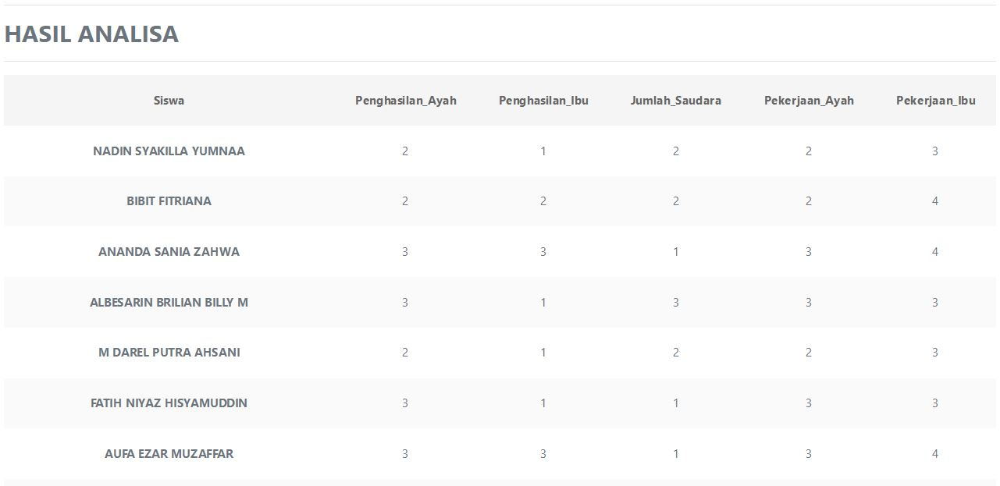 HASIL ANALISA
Siswa Penghasilan_Ayah Penghasilan_Ibu Jumlah_Saudara Pekerjaan_Ayah Pekerjaan_Ibu
NADIN SYAKILLA YUMNAA 2 1 2 2 3
BIBIT FITRIANA 2 2 2 2 4
ANANDA SANIA ZAHWA 3 3 1 3 4
ALBESARIN BRILIAN BILLY M 3 1 3 3 3
M DAREL PUTRA AHSANI 2 1 2 2 3
FATIH NIYAZ HISYAMUDDIN 3 1 1 3 3
AUFA EZAR MUZAFFAR 3 3 1 3 4